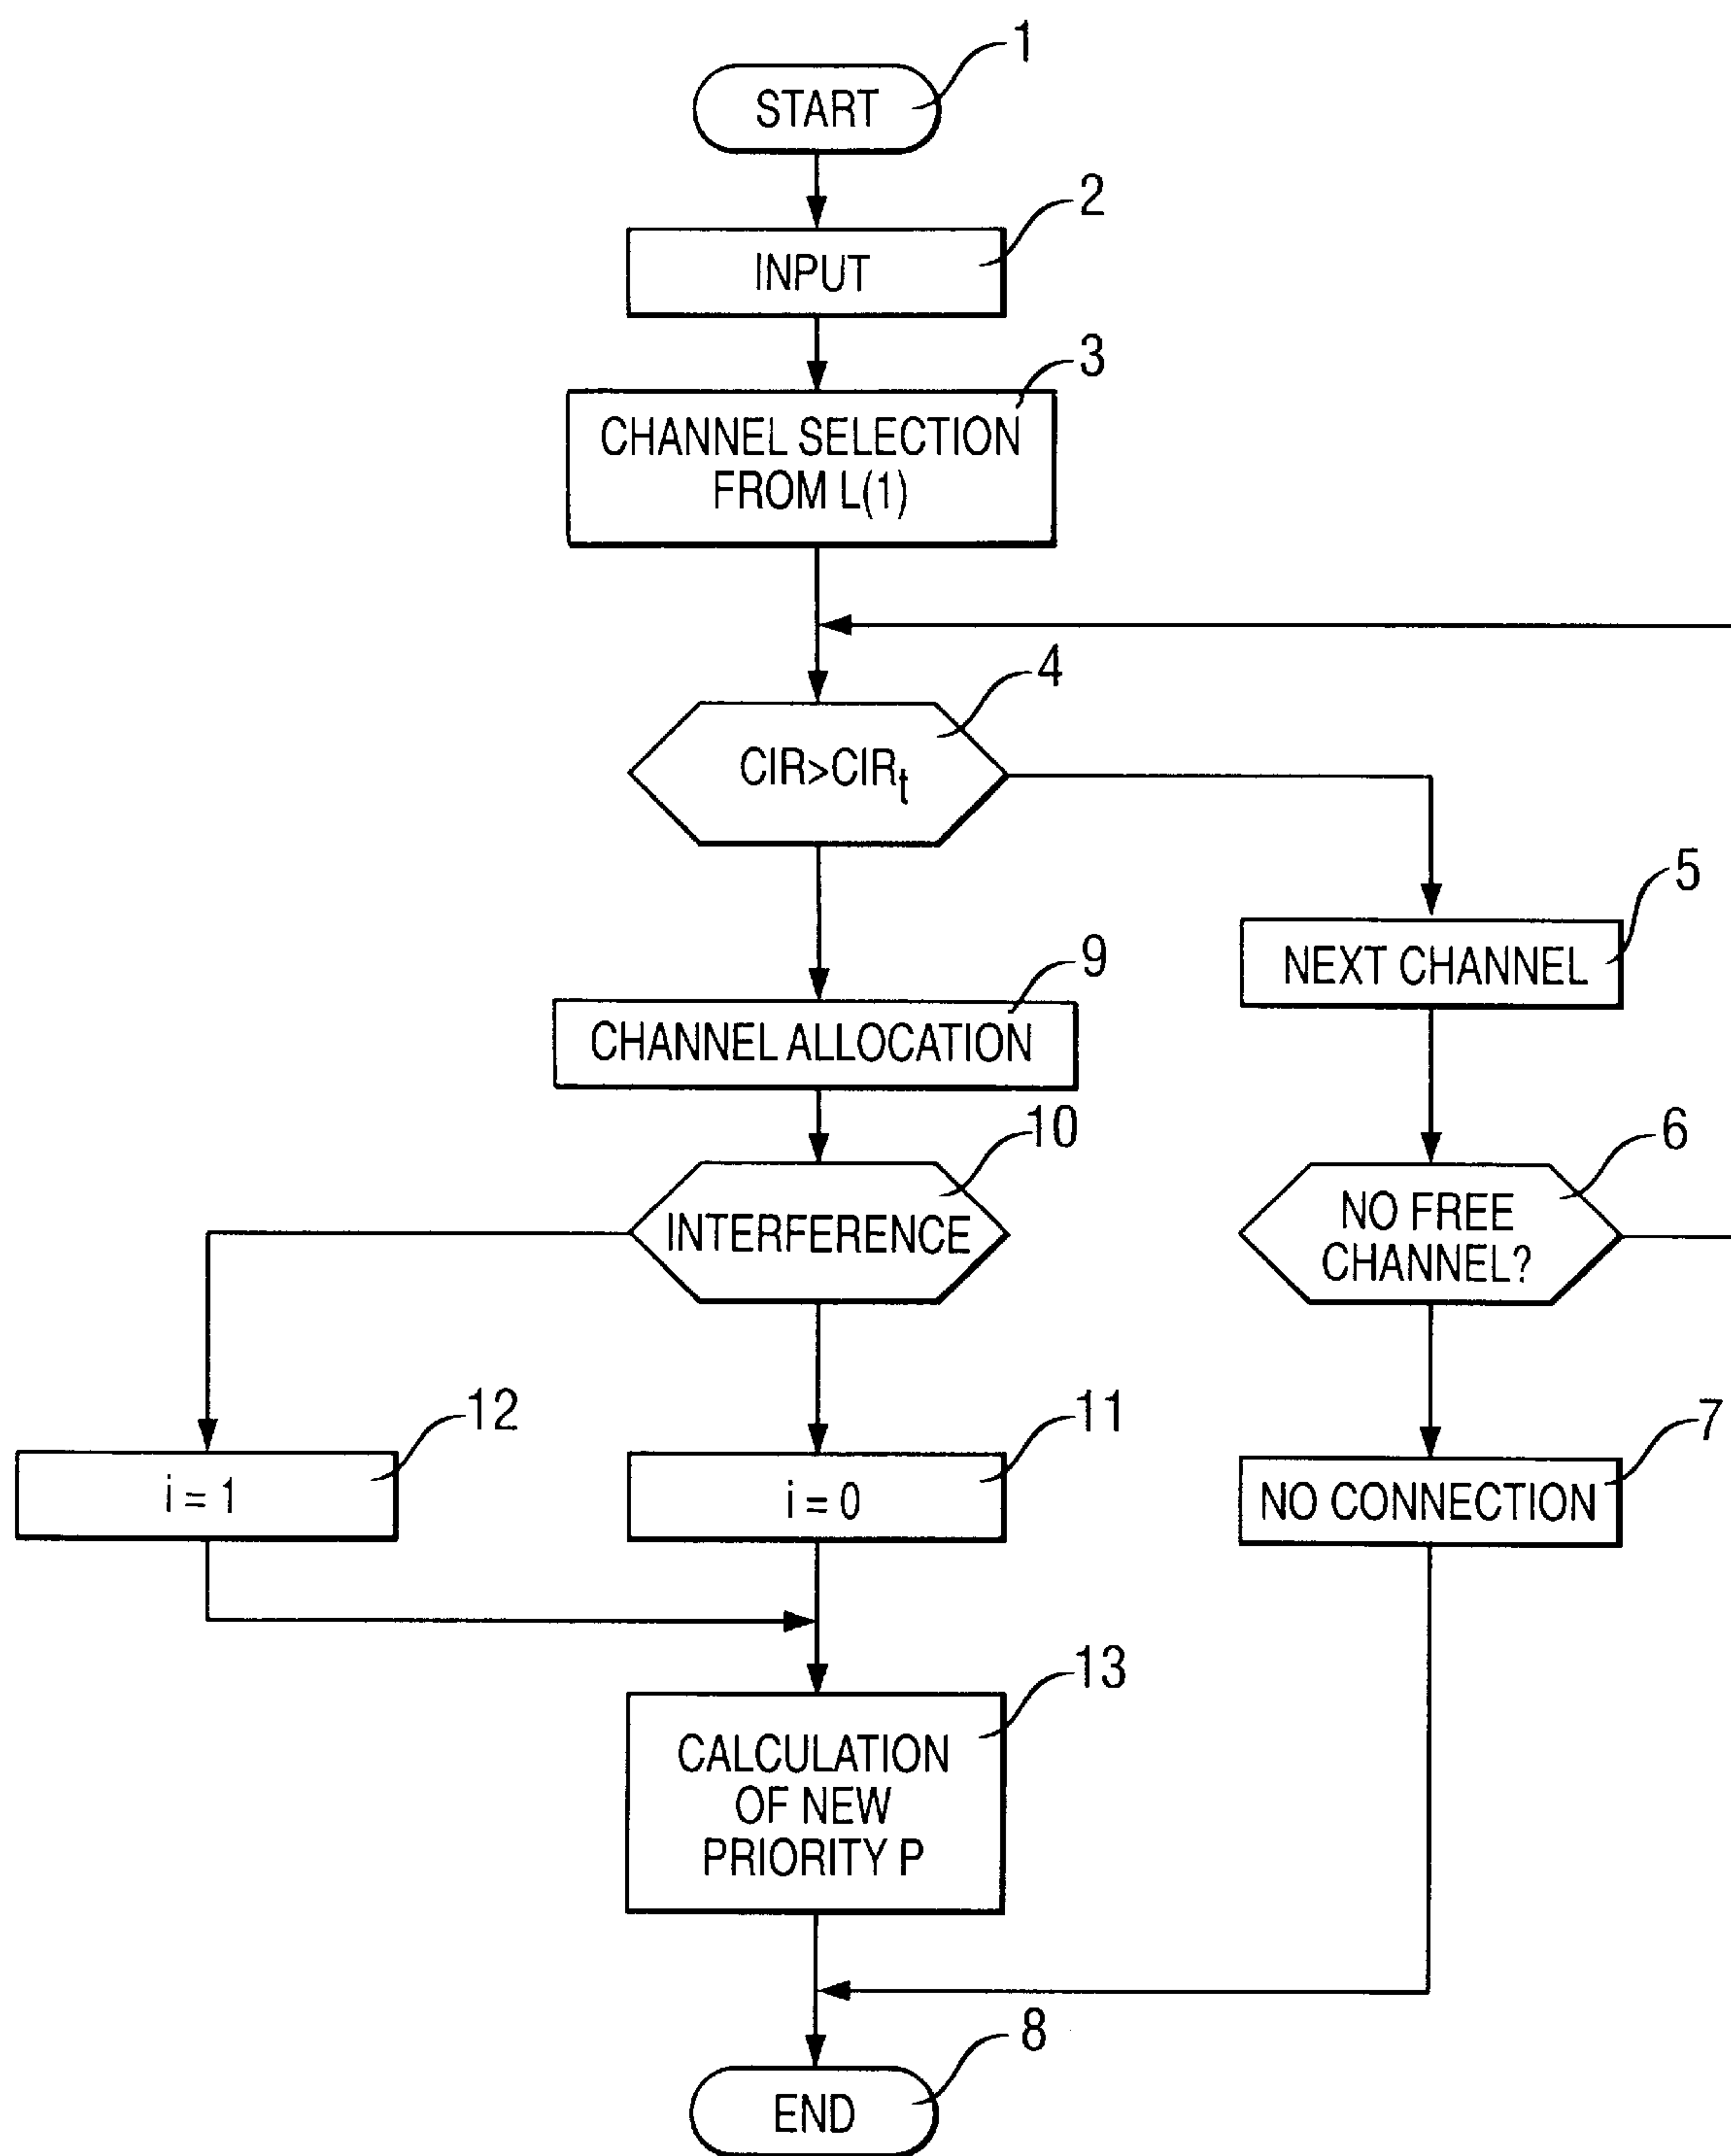 1
START
2
INPUT
3
CHANNEL SELECTION
FROM L(1)
4
CIR>CIRt
5
NEXT CHANNEL
9
CHANNEL ALLOCATION
10
INTERFERENCE
6
NO FREE
CHANNEL?
12
i = 1
11
i = 0
7
NO CONNECTION
13
CALCULATION
OF NEW
PRIORITY P
8
END